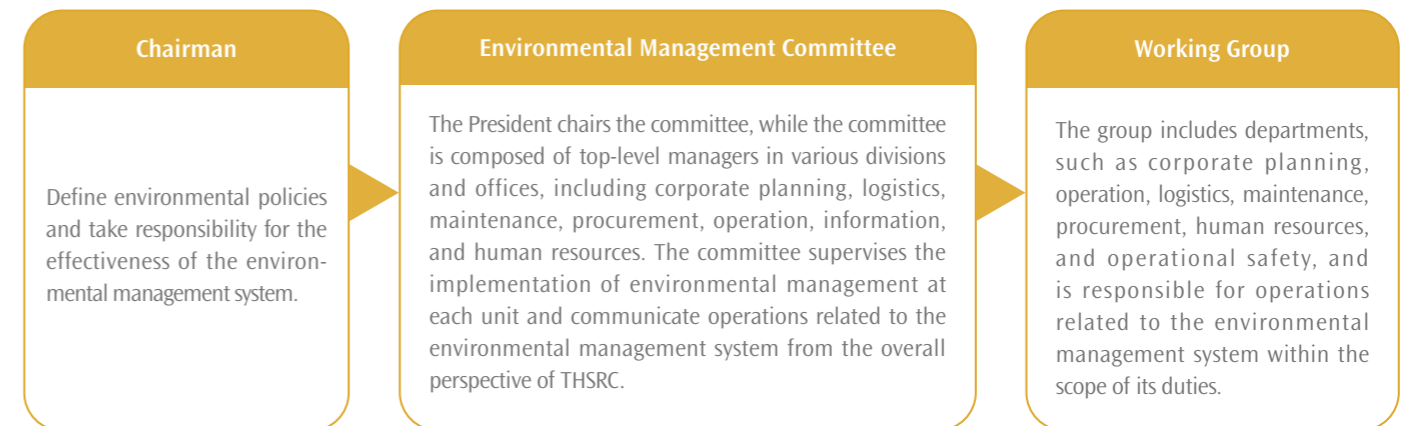 Chairman
Define environmental policies
and take responsibility for the
effectiveness of the environ-
mental management system.
Environmental Management Committee
The President chairs the committee, while the committee
is composed of top-level managers in various divisions
and offices, including corporate planning, logistics,
maintenance, procurement, operation, information,
and human resources. The committee supervises the
implementation of environmental management at
each unit and communicate operations related to the
environmental management system from the overall
perspective of THSRC.
Working Group
The group includes departments,
such as corporate planning,
operation, logistics, maintenance,
procurement, human resources,
and operational safety, and
is responsible for operations
related to the environmental
management system within the
scope of its duties.